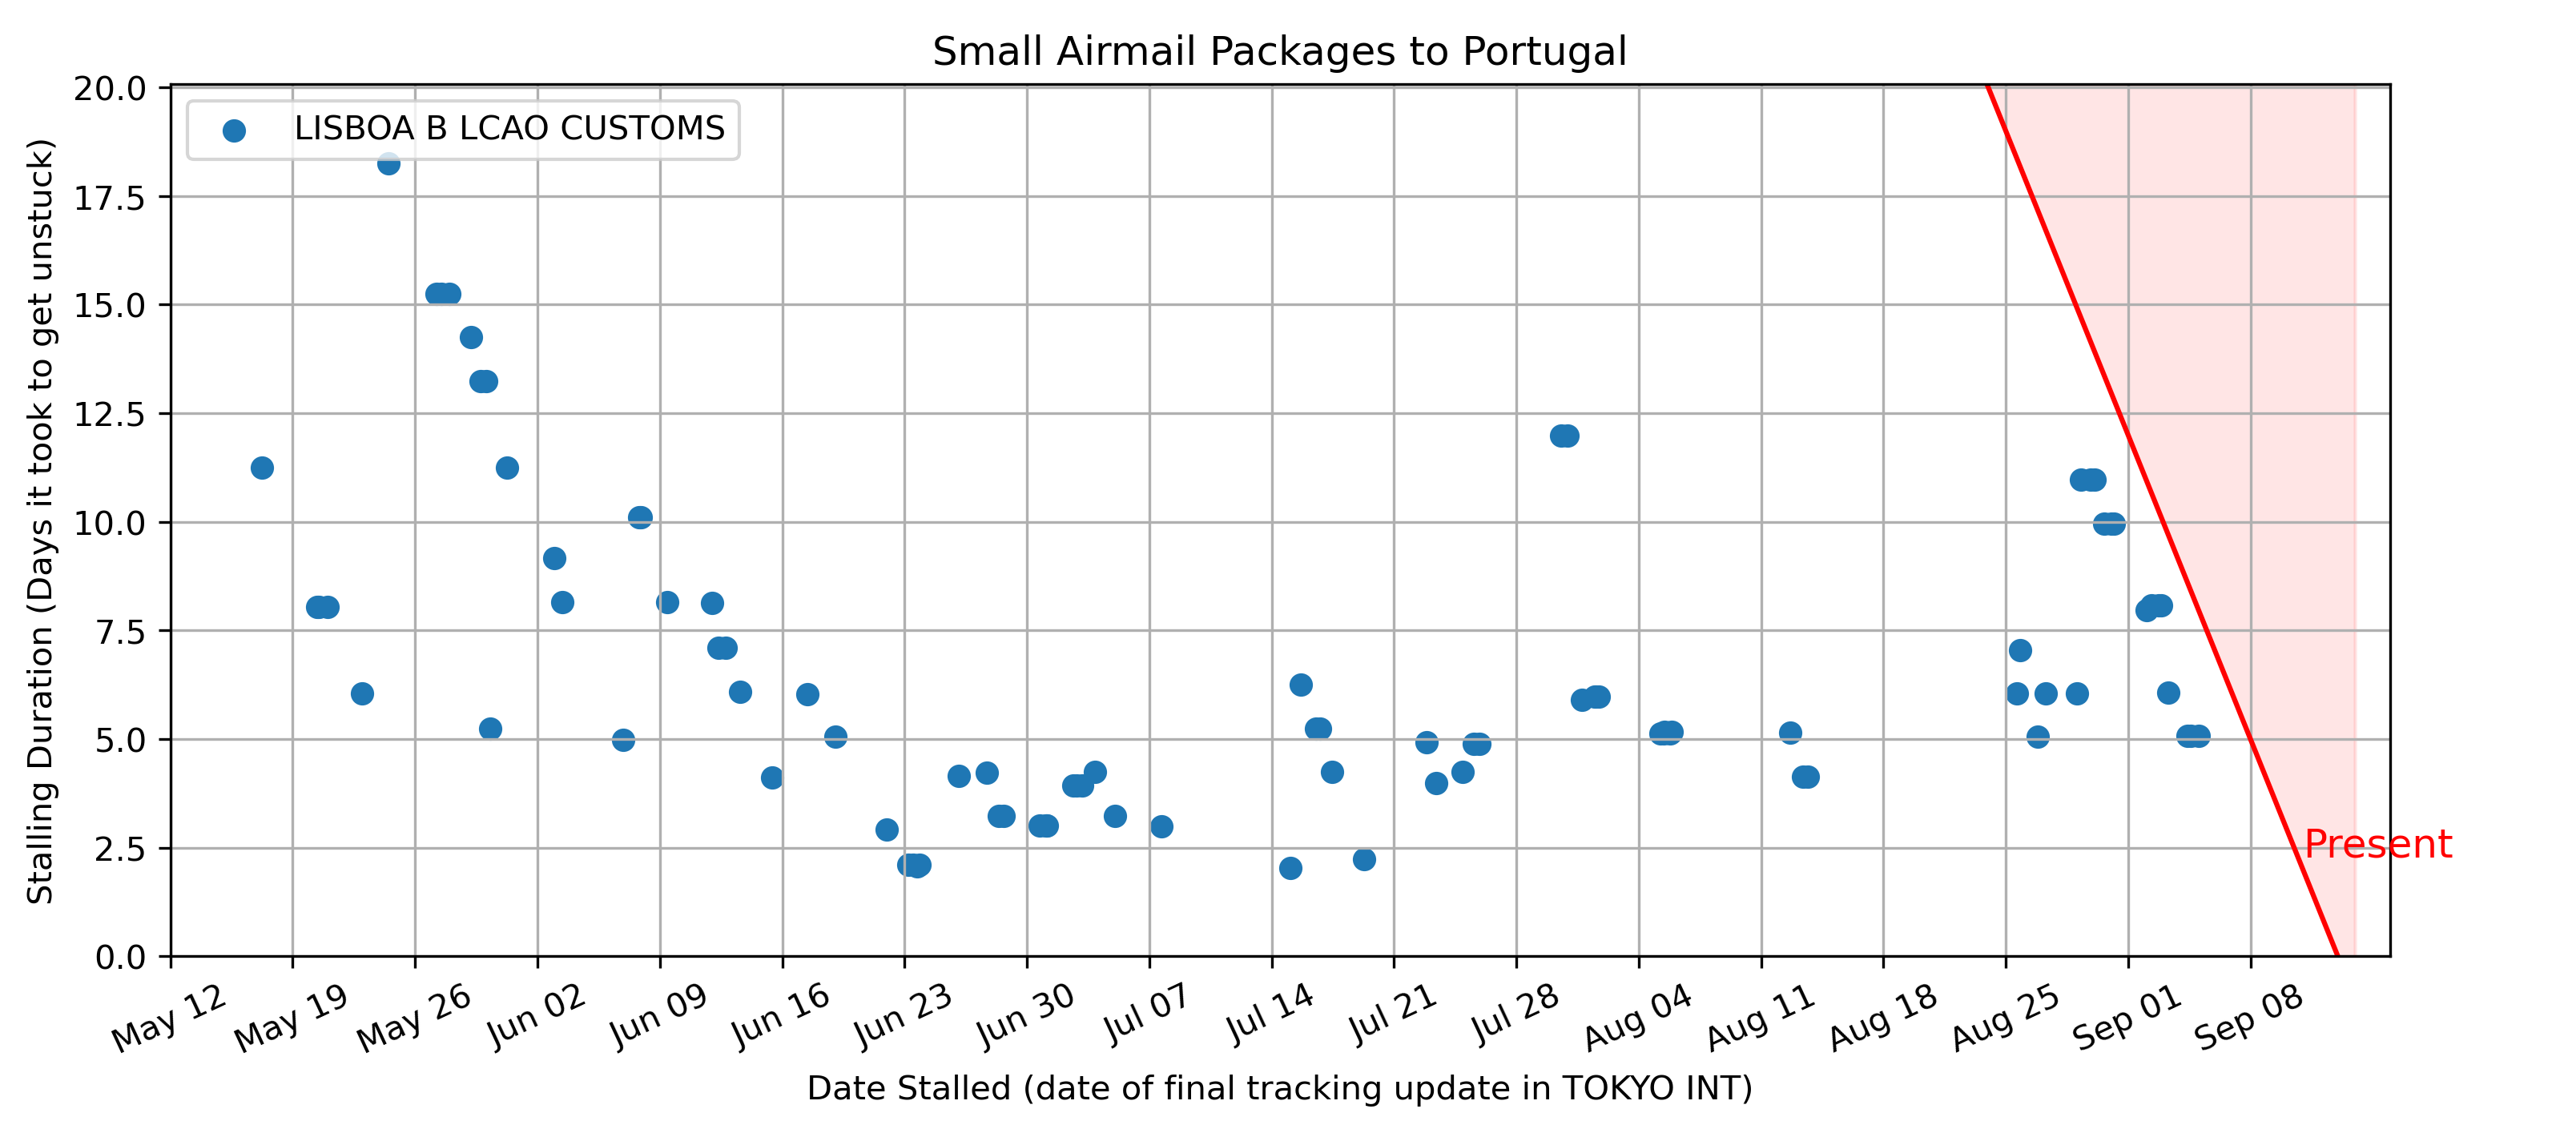 Small Airmail Packages to Portugal
LISBOA B LCAO CUSTOMS
Stalling Duration (Days it took to get unstuck)
20.0
17.5
15.0
12.5
10.0
7.5
5.0
2.5
0.0
Present
May 12
May 19
May 26
Jun 02
Jun 09
Jun 16
Jun 23
Jun 30
Jul 07
Jul 14
Jul 21
Jul 28
Aug 04
Aug 11
Aug 18
Aug 25
Sep 01
Sep 08
Date Stalled (date of final tracking update in TOKYO INT)